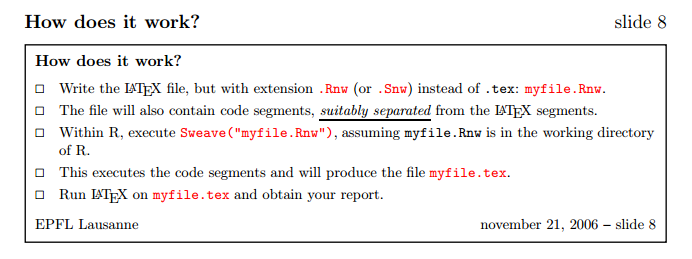 How does it work? slide 8
How does it work?
□ Write the LATEX file, but with extension .Rnw (or .Snw) instead of .tex: myfile.Rnw.
□ The file will also contain code segments, suitably separated from the LATEX segments.
□ Within R, execute Sweave("myfile.Rnw"), assuming myfile.Rnw is in the working directory
of R.
□ This executes the code segments and will produce the file myfile.tex.
□ Run LATEX on myfile.tex and obtain your report.
EPFL Lausanne november 21, 2006 – slide 8